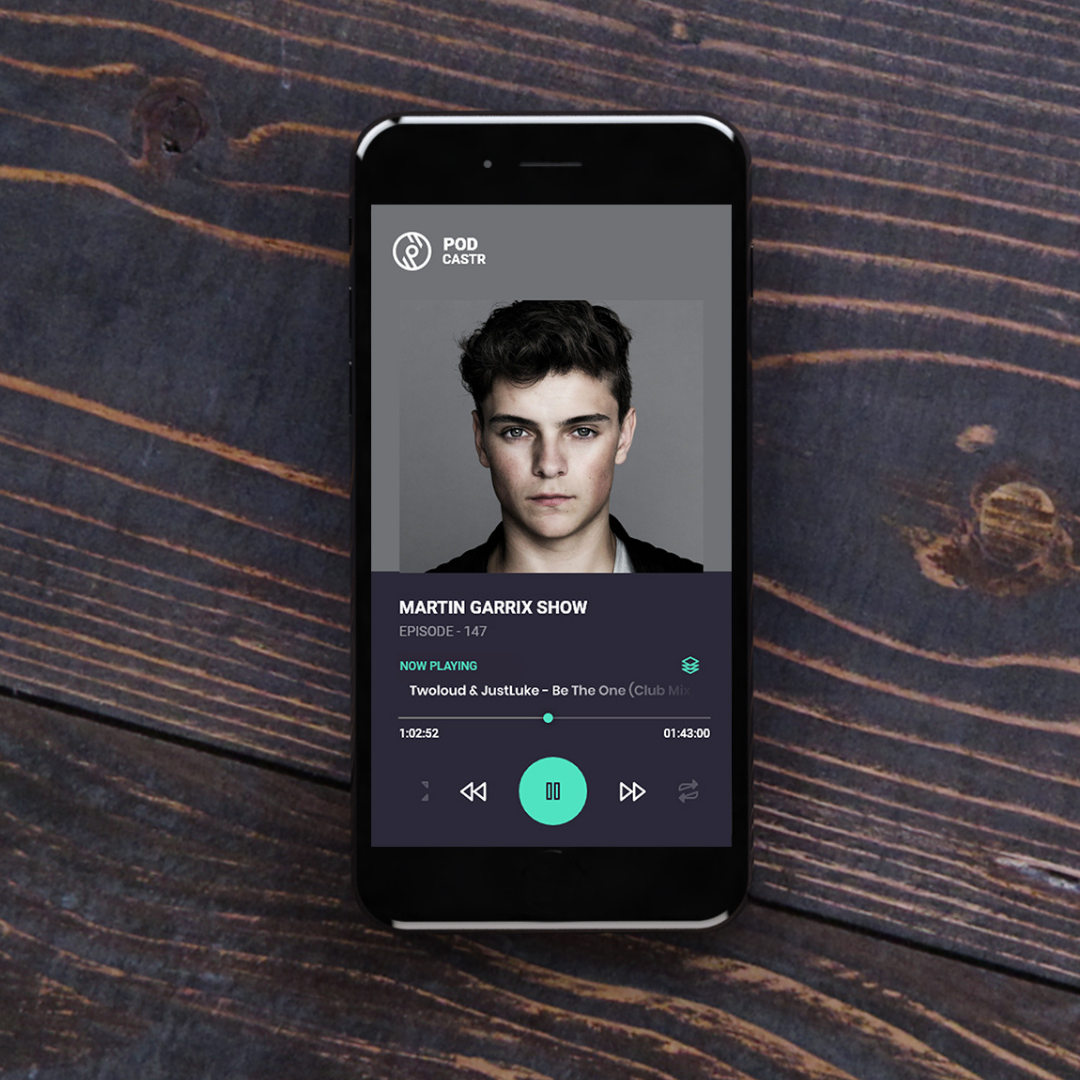 POD
CASTR
MARTIN GARRIX SHOW
EPISODE - 147
NOW PLAYING
Twoloud & JustLuke - Be The One (Club Mix
1:02:52
01:43:00